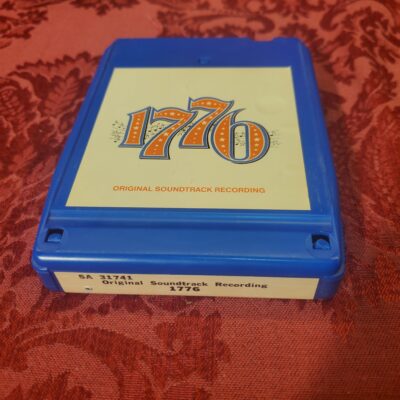 1776
ORIGINAL SOUNDTRACK RECORDING
SA 31741
Original Soundtrack Recording
1776